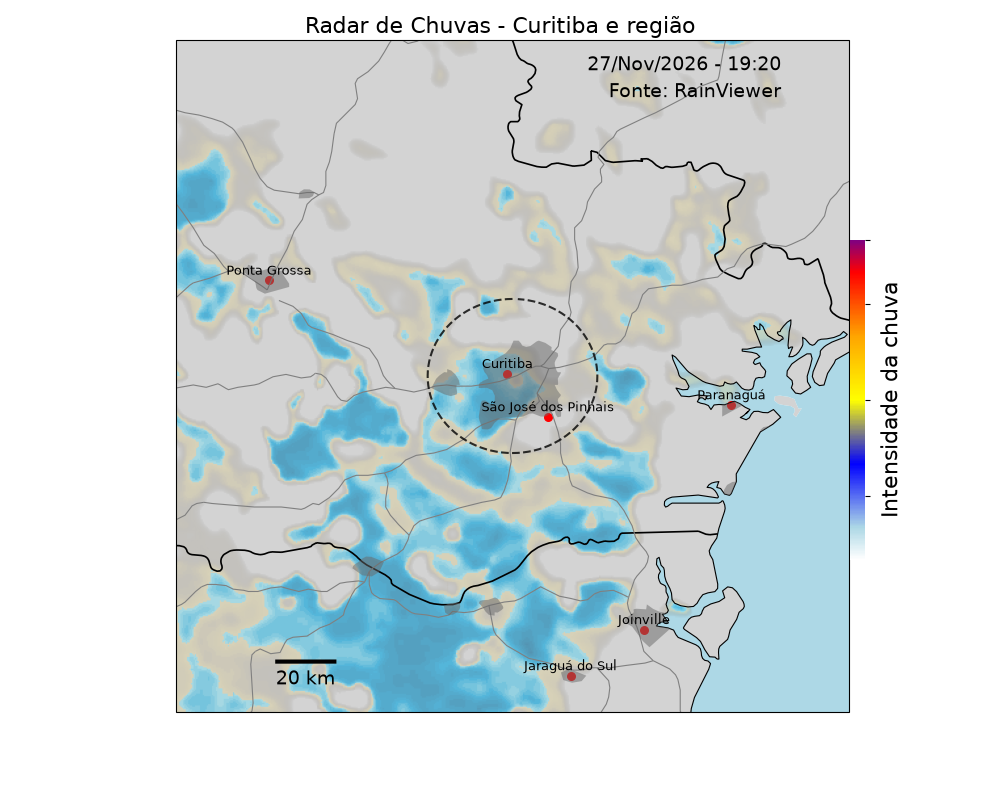 Radar de Chuvas - Curitiba e região
27/Nov/2026 - 19:20
Fonte: RainViewer
Ponta Grossa
Curitiba
São José dos Pinhais
Paranaguá
Intensidade da chuva
Joinville
Jaraguá do Sul
20 km